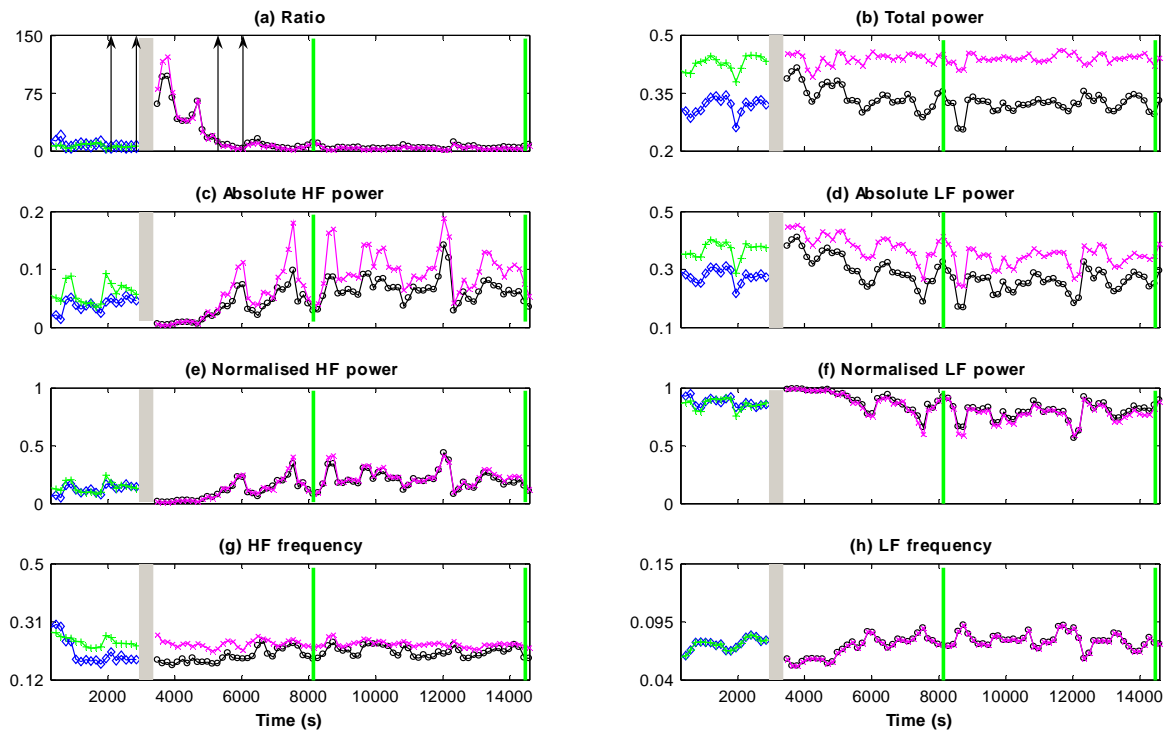 (a) Ratio
150
75
0
(b) Total power
0.5
0.35
0.2
(c) Absolute HF power
0.2
0.1
0
(d) Absolute LF power
0.5
0.3
0.1
(e) Normalised HF power
1
0.5
0
(f) Normalised LF power
1
0.5
0
(g) HF frequency
0.5
0.31
0.12
2000 4000 6000 8000 10000 12000 14000
Time (s)
(h) LF frequency
0.15
0.095
0.04
2000 4000 6000 8000 10000 12000 14000
Time (s)